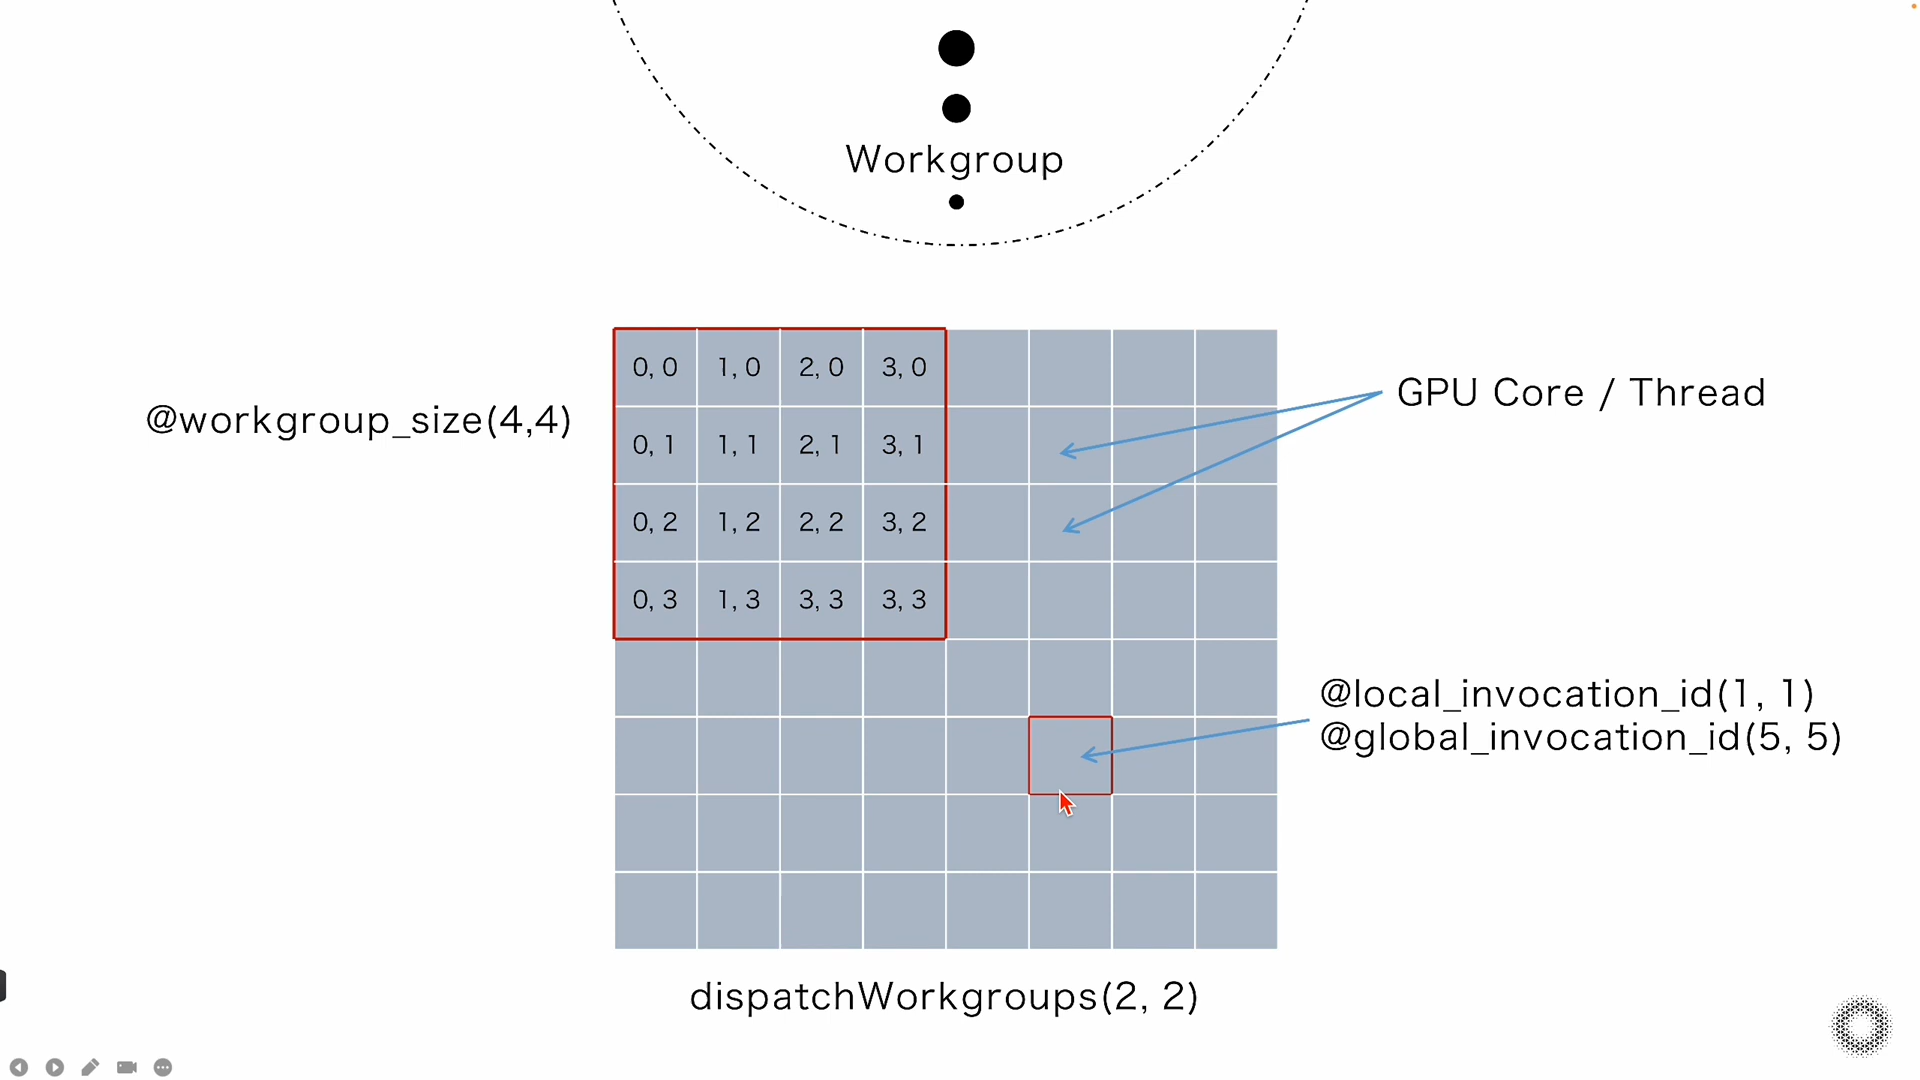 Workgroup
@workgroup_size(4,4)
0, 0 1, 0 2, 0 3, 0
0, 1 1, 1 2, 1 3, 1
0, 2 1, 2 2, 2 3, 2
0, 3 1, 3 3, 3 3, 3
GPU Core / Thread
@local_invocation_id(1, 1)
@global_invocation_id(5, 5)
dispatchWorkgroups(2, 2)